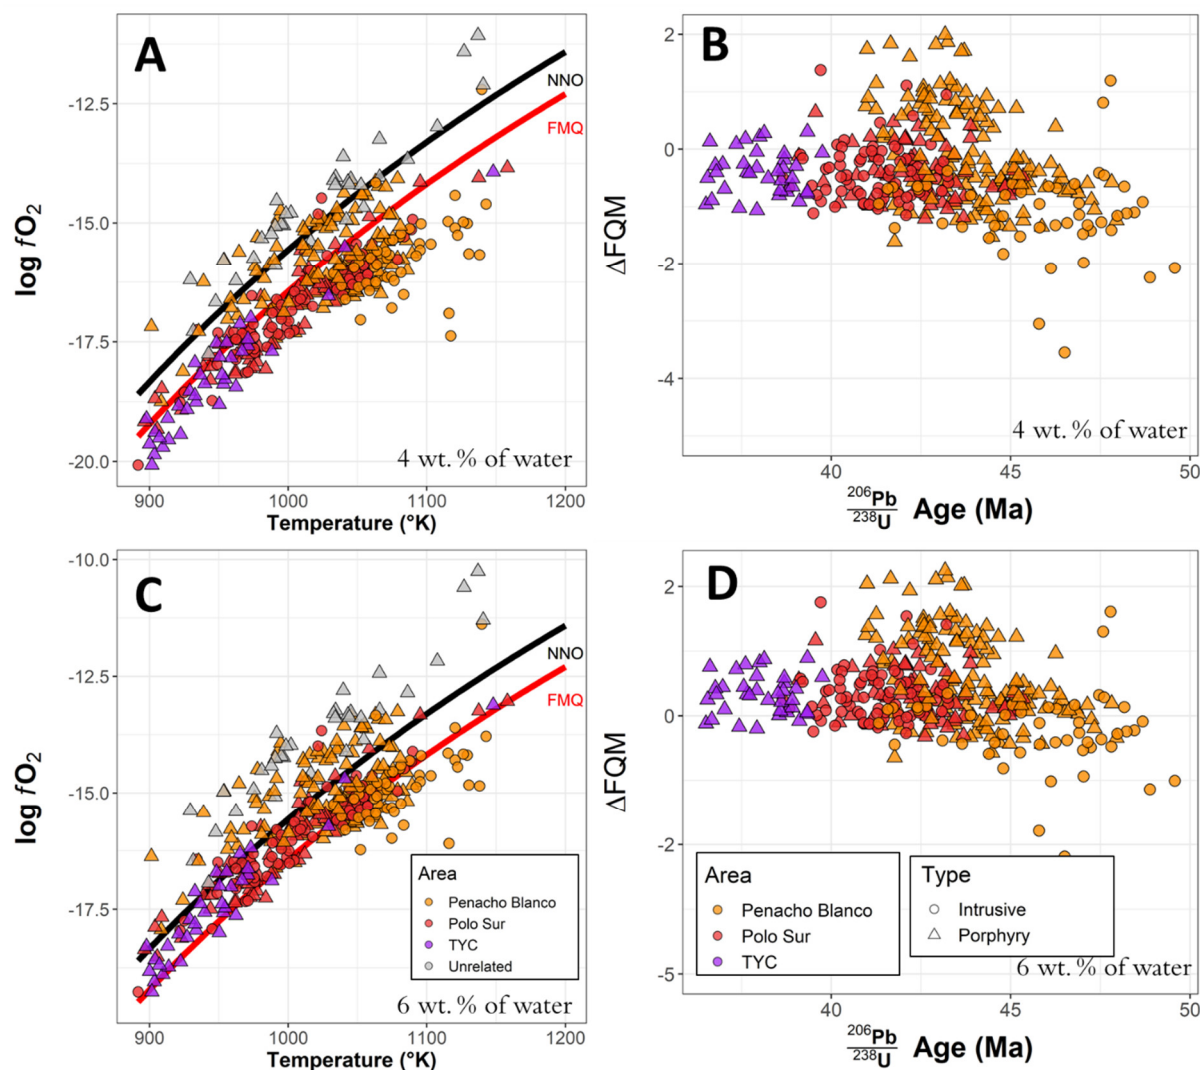 A
-12.5
-15.0
-17.5
-20.0
log fO2
NNO
FMQ
4 wt. % of water
900
1000
1100
1200
Temperature (°K)
B
2
0
-2
-4
ΔFQM
4 wt. % of water
40
45
50
206Pb
238U Age (Ma)
C
-10.0
-12.5
-15.0
-17.5
log fO2
NNO
FMQ
Area
Penacho Blanco
Polo Sur
TYC
Unrelated
6 wt. % of water
900
1000
1100
1200
Temperature (°K)
D
2
0
-2
-5
ΔFQM
Area
Penacho Blanco
Polo Sur
TYC
Type
Intrusive
Porphyry
6 wt. % of water
40
45
50
206Pb
238U Age (Ma)